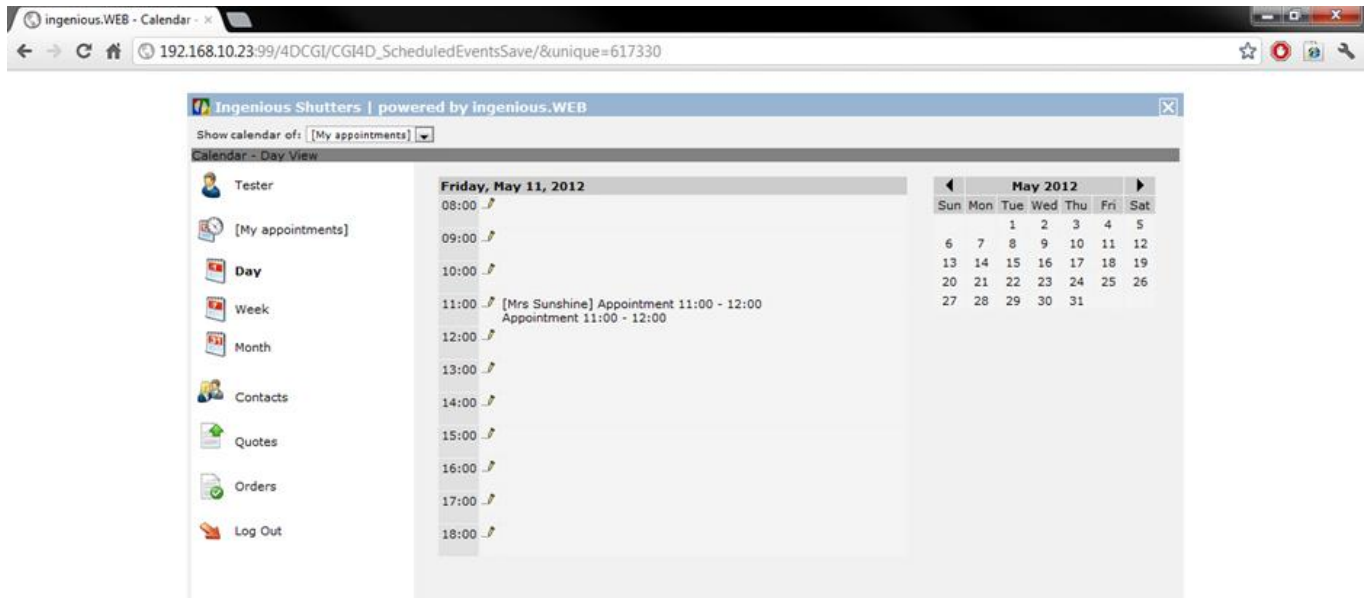 ingenious.WEB - Calendar -
192.168.10.23:99/4DCGI/CGI4D_ScheduledEventsSave/&unique=617330
Ingenious Shutters | powered by ingenious.WEB
Show calendar of: [My appointments]
Calendar - Day View
Tester
[My appointments]
Day
Week
Month
Contacts
Quotes
Orders
Log Out
Friday, May 11, 2012
08:00
09:00
10:00
11:00 [Mrs Sunshine] Appointment 11:00 - 12:00
Appointment 11:00 - 12:00
12:00
13:00
14:00
15:00
16:00
17:00
18:00
May 2012
Sun Mon Tue Wed Thu Fri Sat
1 2 3 4 5
6 7 8 9 10 11 12
13 14 15 16 17 18 19
20 21 22 23 24 25 26
27 28 29 30 31